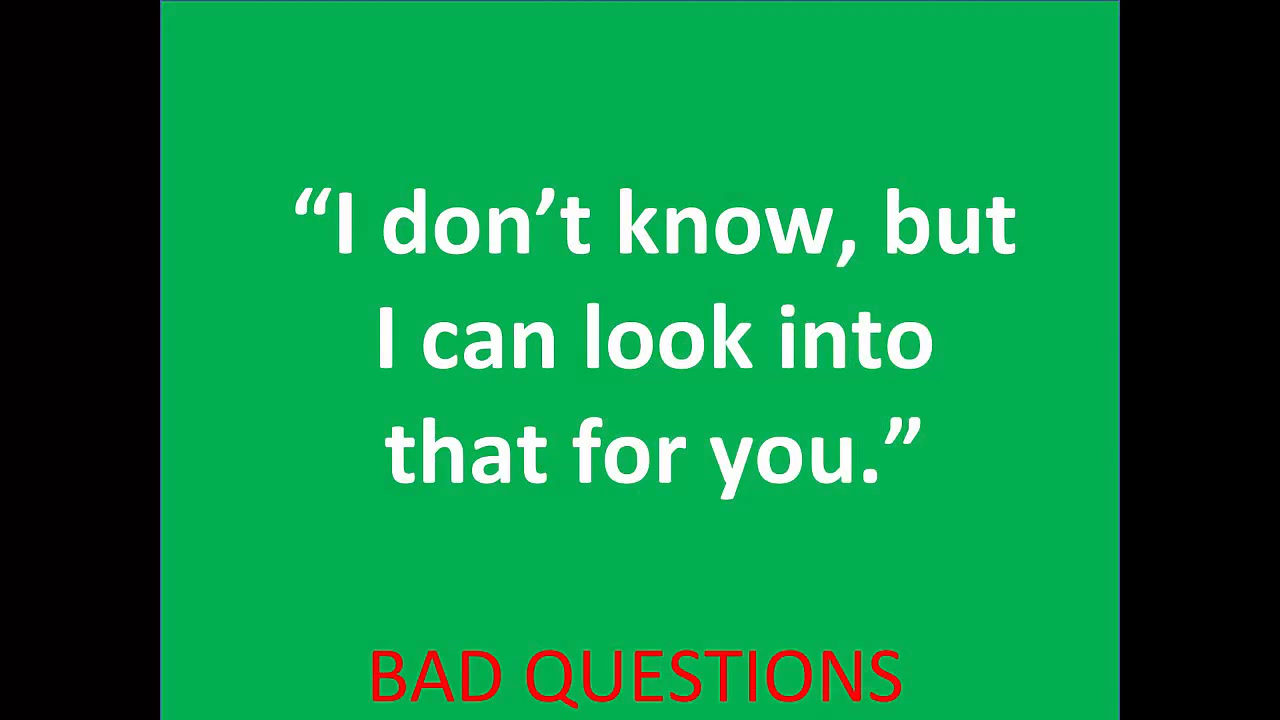 “I don’t know, but
I can look into
that for you.”
BAD QUESTIONS